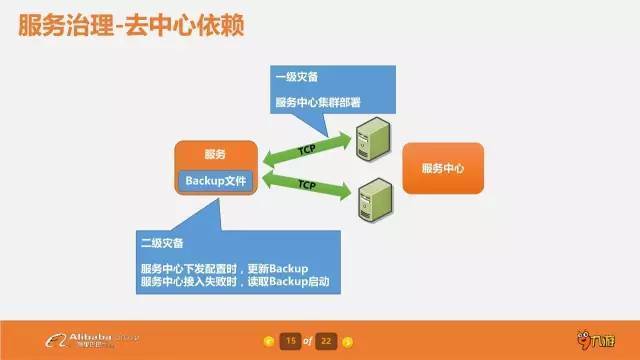 服务治理-去中心依赖
一级灾备
服务中心集群部署
TCP
服务
Backup文件
TCP
服务中心
二级灾备
服务中心下发配置时，更新Backup
服务中心接入失败时，读取Backup启动
Alibaba Group
阿里巴巴集团
15 of 22
九游